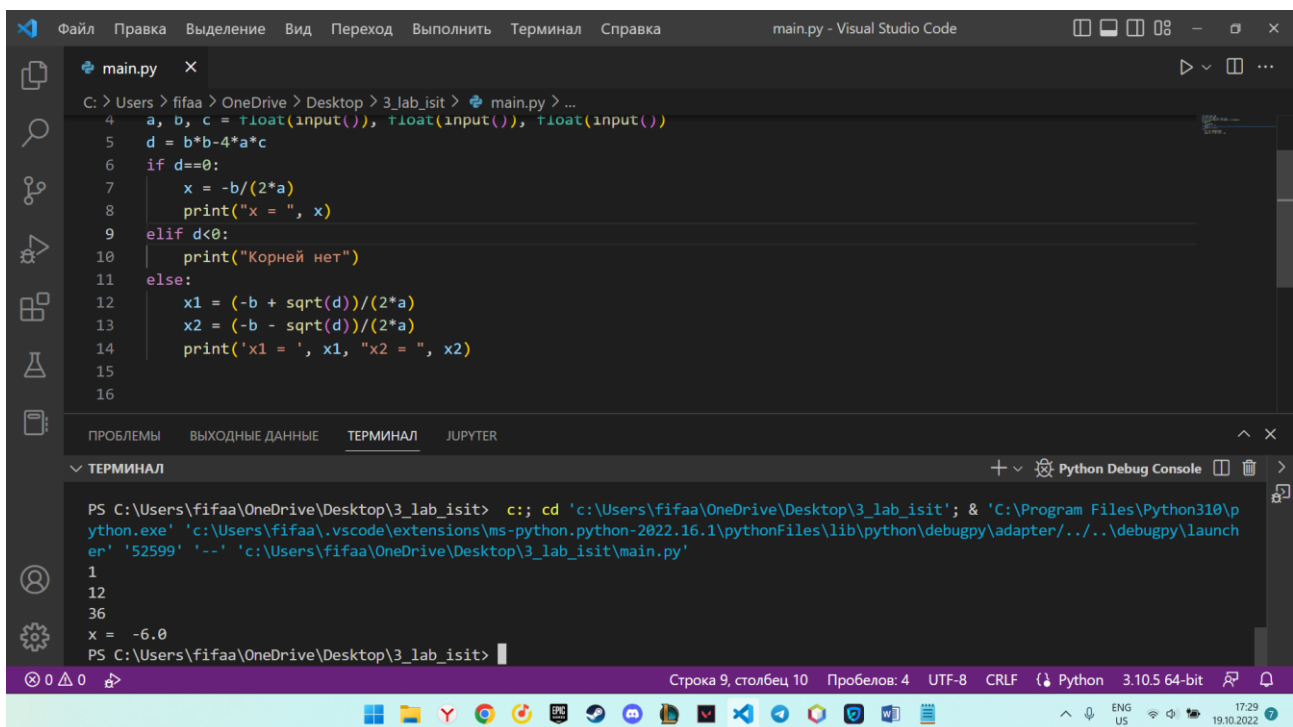 Файл Правка Выделение Вид Переход Выполнить Терминал Справка main.py - Visual Studio Code
main.py
C: > Users > fifaa > OneDrive > Desktop > 3_lab_isit > main.py > ...
4 a, b, c = float(input()), float(input()), float(input())
5 d = b*b-4*a*c
6 if d==0:
7 x = -b/(2*a)
8 print("x = ", x)
9 elif d<0:
10 print("Корней нет")
11 else:
12 x1 = (-b + sqrt(d))/(2*a)
13 x2 = (-b - sqrt(d))/(2*a)
14 print('x1 = ', x1, "x2 = ", x2)
15
16
ПРОБЛЕМЫ ВЫХОДНЫЕ ДАННЫЕ ТЕРМИНАЛ JUPYTER
ТЕРМИНАЛ Python Debug Console
PS C:\Users\fifaa\OneDrive\Desktop\3_lab_isit> c:; cd 'c:\Users\fifaa\OneDrive\Desktop\3_lab_isit'; & 'C:\Program Files\Python310\p
ython.exe' 'c:\Users\fifaa\.vscode\extensions\ms-python.python-2022.16.1\pythonFiles\lib\python\debugpy\adapter/../..\debugpy\launch
er' '52599' '--' 'c:\Users\fifaa\OneDrive\Desktop\3_lab_isit\main.py'
1
12
36
x = -6.0
PS C:\Users\fifaa\OneDrive\Desktop\3_lab_isit>
0 0 Строка 9, столбец 10 Пробелов: 4 UTF-8 CRLF Python 3.10.5 64-bit
ENG 17:29
US 19.10.2022 7